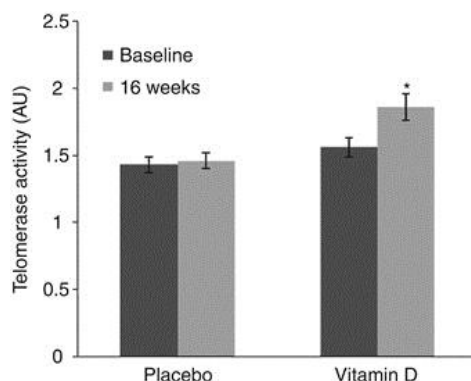 2.5
Baseline
2
16 weeks
*
1.5
1
0.5
0
Telomerase activity (AU)
Placebo
Vitamin D